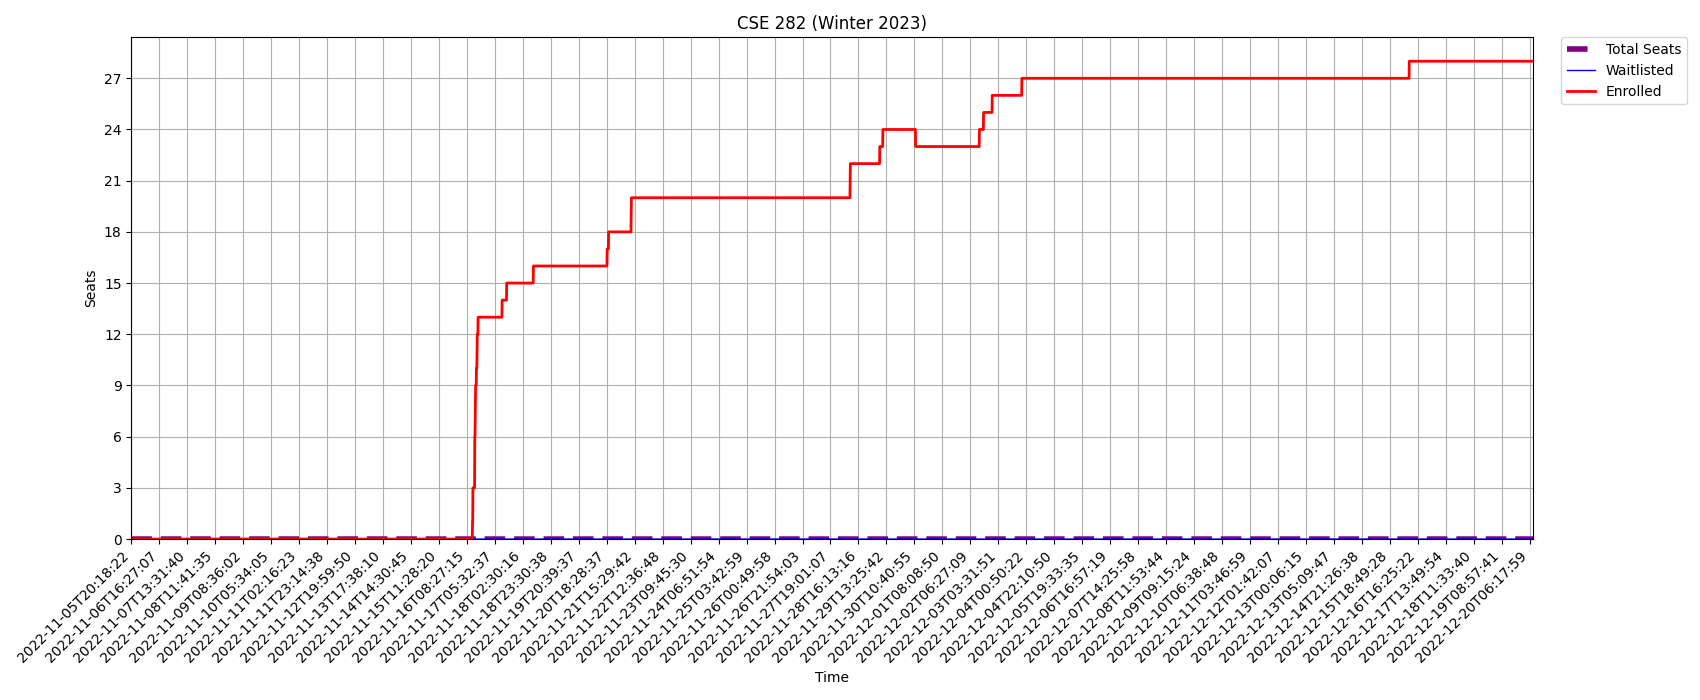 CSE 282 (Winter 2023)
Total Seats
Waitlisted
Enrolled
Seats
27
24
21
18
15
12
9
6
3
0
2022-11-05T20:18:22
2022-11-06T16:27:07
2022-11-07T13:31:40
2022-11-08T11:41:35
2022-11-09T08:36:02
2022-11-10T05:34:05
2022-11-11T02:16:23
2022-11-11T23:14:38
2022-11-12T19:59:50
2022-11-13T17:38:10
2022-11-14T14:30:45
2022-11-15T11:28:20
2022-11-16T08:27:15
2022-11-17T05:32:37
2022-11-18T02:30:16
2022-11-18T23:30:38
2022-11-19T20:39:37
2022-11-20T18:28:37
2022-11-21T15:29:42
2022-11-22T12:36:48
2022-11-23T09:45:30
2022-11-24T06:51:54
2022-11-25T03:42:59
2022-11-26T00:49:58
2022-11-26T21:54:03
2022-11-27T19:01:07
2022-11-28T16:13:16
2022-11-29T13:25:42
2022-11-30T10:40:55
2022-12-01T08:08:50
2022-12-02T06:27:09
2022-12-03T03:31:51
2022-12-04T00:50:22
2022-12-04T22:10:50
2022-12-05T19:33:35
2022-12-06T16:57:19
2022-12-07T14:25:58
2022-12-08T11:53:44
2022-12-09T09:15:24
2022-12-10T06:38:48
2022-12-11T03:46:59
2022-12-12T01:42:07
2022-12-13T00:06:15
2022-12-13T05:09:47
2022-12-14T21:26:38
2022-12-15T18:49:28
2022-12-16T16:25:22
2022-12-17T13:49:54
2022-12-18T11:33:40
2022-12-19T08:57:41
2022-12-20T06:17:59
Time